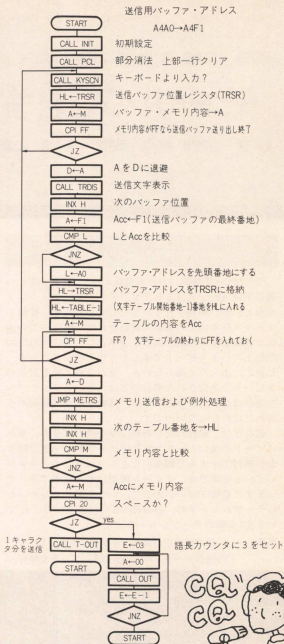 送信用バッファ・アドレス
A4A0→A4F1
START
CALL INIT 初期設定
CALL PCL 部分消法 上部一行クリア
CALL KYSCN キーボードより入力?
HL←TRSR 送信バッファ位置レジスタ(TRSR)
A←M バッファ・メモリ内容→A
CPI FF メモリ内容がFFなら送信バッファ送り出し終了
JZ
D←A AをDに退避
CALL TRDIS 送信文字表示
INX H 次のバッファ位置
A←F1 Acc←F1(送信バッファの最終番地)
CMP L LとAccを比較
JNZ
L←A0 バッファ・アドレスを先頭番地にする
HL→TRSR バッファ・アドレスをTRSRに格納
HL←TABLE-1 (文字テーブル開始番地-1)番地をHLに入れる
A←M テーブルの内容をAcc
CPI FF FF? 文字テーブルの終わりにFFを入れておく
JZ
A←D
JMP METRS メモリ送信および例外処理
INX H
INX H 次のテーブル番地を→HL
CMP M メモリ内容と比較
JNZ
A←M Accにメモリ内容
CPI 20 スペースか?
JZ yes
1キャラクタ分を送信
CALL T-OUT
START
E←03 語長カウンタに3をセット
A←00
CALL OUT
E←E-1
JNZ
START
CQ
CQ